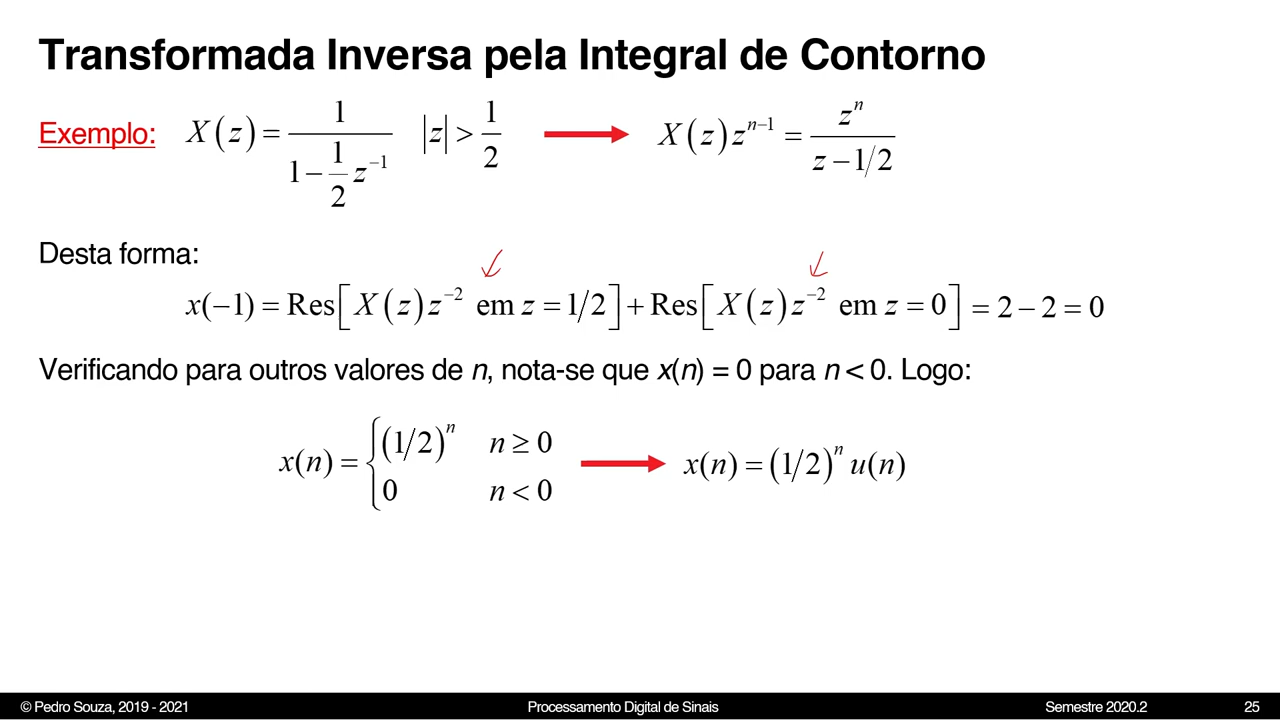 Transformada Inversa pela Integral de Contorno
Exemplo: X(z) = 1 / (1 − (1/2) z⁻¹)   |z| > 1/2   →   X(z) zⁿ⁻¹ = zⁿ / (z − 1/2)
Desta forma:
x(−1) = Res[X(z) z⁻² em z = 1/2] + Res[X(z) z⁻² em z = 0] = 2 − 2 = 0
Verificando para outros valores de n, nota-se que x(n) = 0 para n < 0. Logo:
x(n) = { (1/2)ⁿ   n ≥ 0
0   n < 0   →   x(n) = (1/2)ⁿ u(n)
© Pedro Souza, 2019 - 2021   Processamento Digital de Sinais   Semestre 2020.2   25